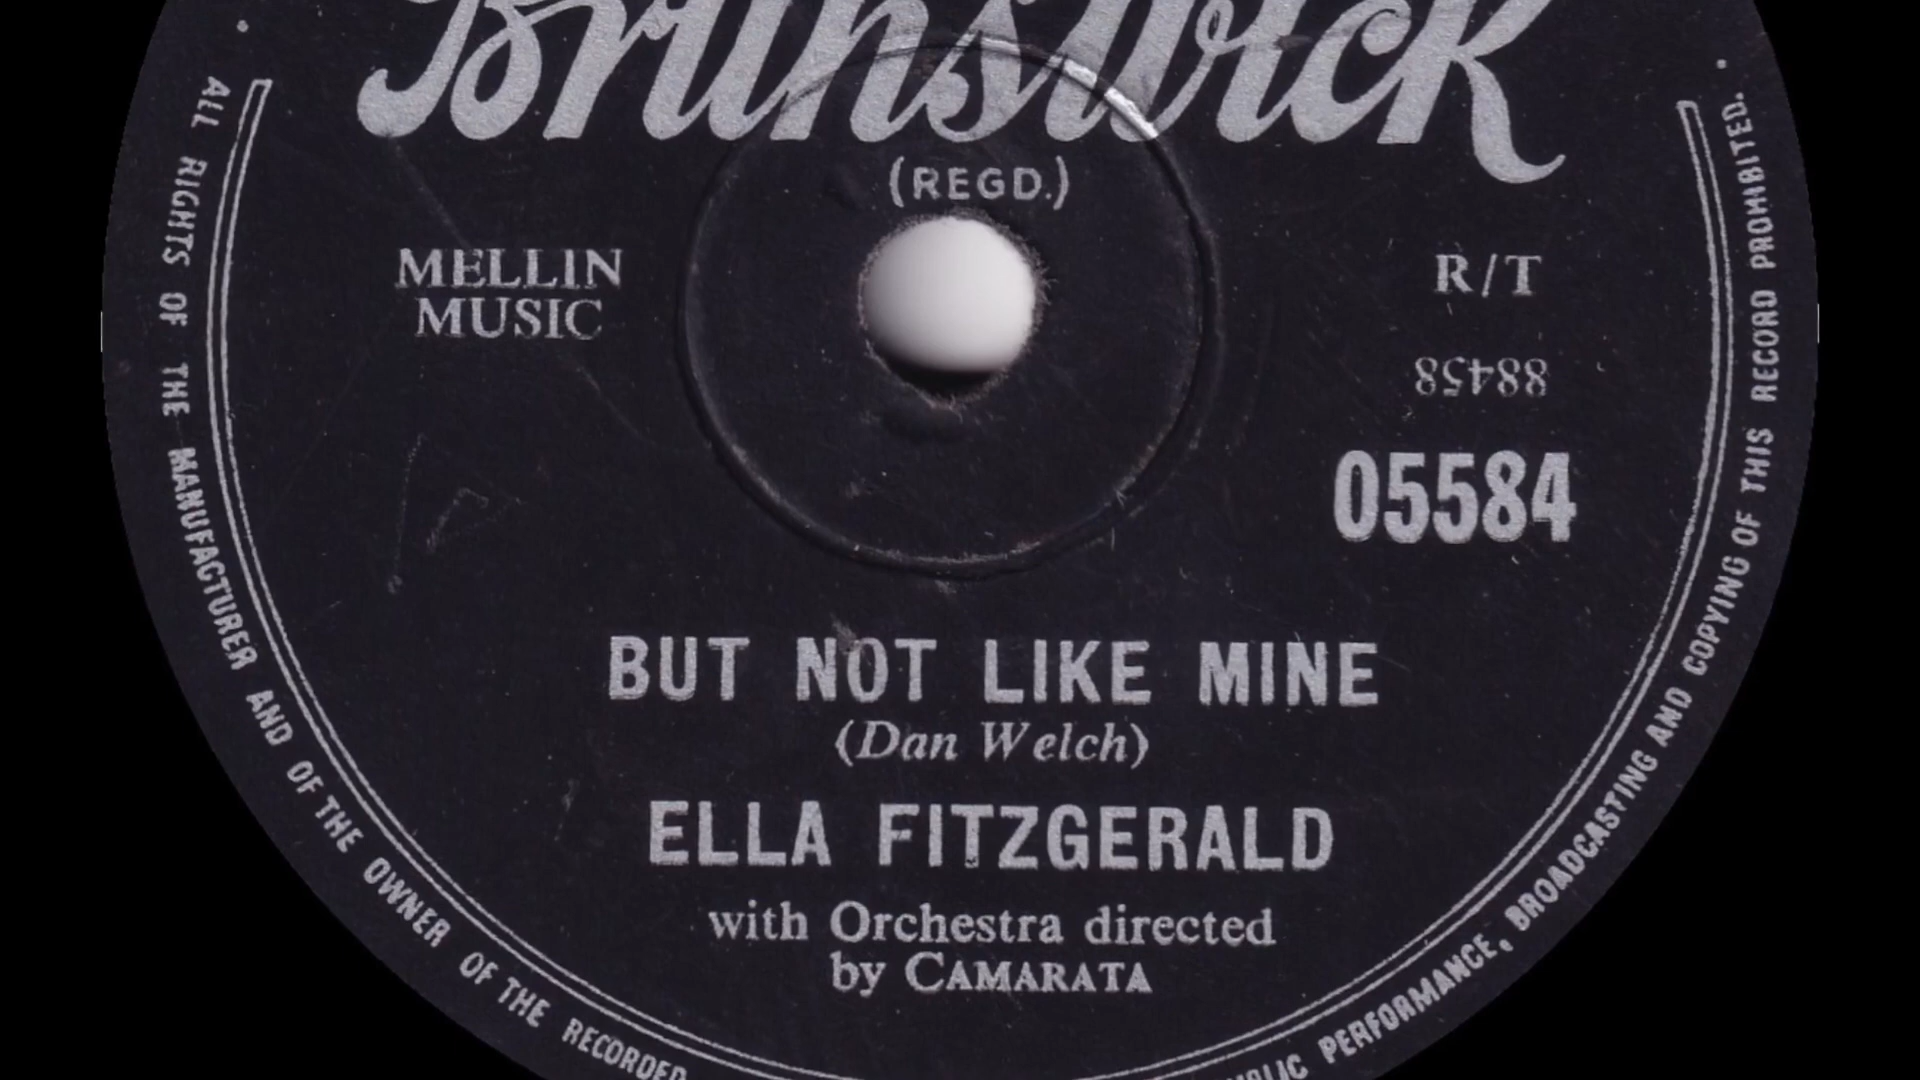 Brunswick
(REGD.)
MELLIN
MUSIC
R/T
88458
05584
BUT NOT LIKE MINE
(Dan Welch)
ELLA FITZGERALD
with Orchestra directed
by CAMARATA
ALL RIGHTS OF THE MANUFACTURER AND OF THE OWNER OF THE RECORDED
PERFORMANCE, BROADCASTING AND COPYING OF THIS RECORD PROHIBITED.